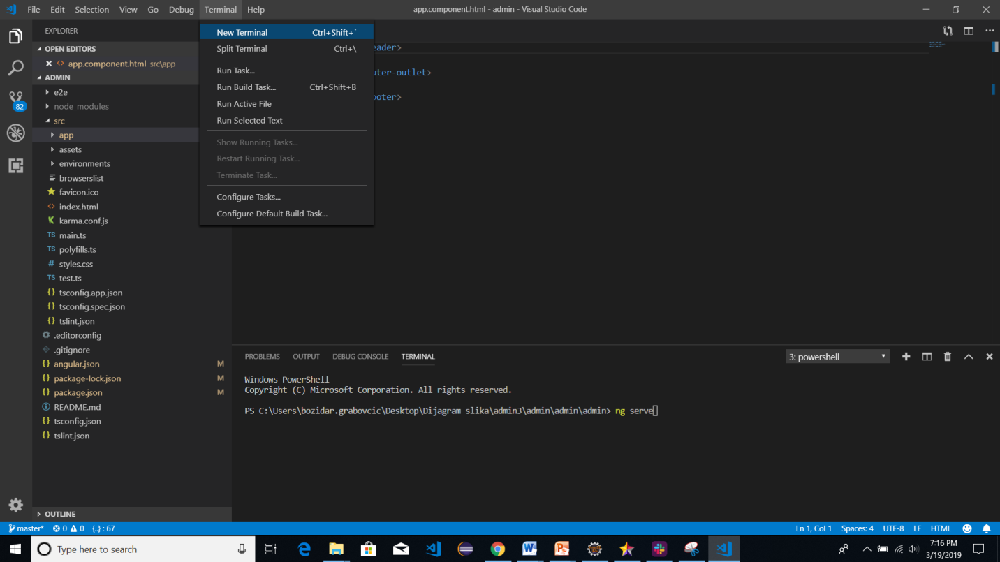 File Edit Selection View Go Debug Terminal Help
app.component.html - admin - Visual Studio Code
EXPLORER
OPEN EDITORS
app.component.html src\app
82
ADMIN
e2e
node_modules
src
app
assets
environments
browserslist
favicon.ico
index.html
karma.conf.js
main.ts
polyfills.ts
styles.css
test.ts
tsconfig.app.json
tsconfig.spec.json
tslint.json
.editorconfig
.gitignore
angular.json M
package-lock.json M
package.json M
README.md
tsconfig.json
tslint.json
OUTLINE
New Terminal Ctrl+Shift+`
Split Terminal Ctrl+\
Run Task...
Run Build Task... Ctrl+Shift+B
Run Active File
Run Selected Text
Show Running Tasks...
Restart Running Task...
Terminate Task...
Configure Tasks...
Configure Default Build Task...
eader>
uter-outlet>
ooter>
PROBLEMS OUTPUT DEBUG CONSOLE TERMINAL
3: powershell
Windows PowerShell
Copyright (C) Microsoft Corporation. All rights reserved.
PS C:\Users\bozidar.grabovcic\Desktop\Dijagram slika\admin3\admin\admin\admin> ng serve
master* 0 0 {..} : 67
Ln 1, Col 1 Spaces: 4 UTF-8 LF HTML
Type here to search
7:16 PM
3/19/2019